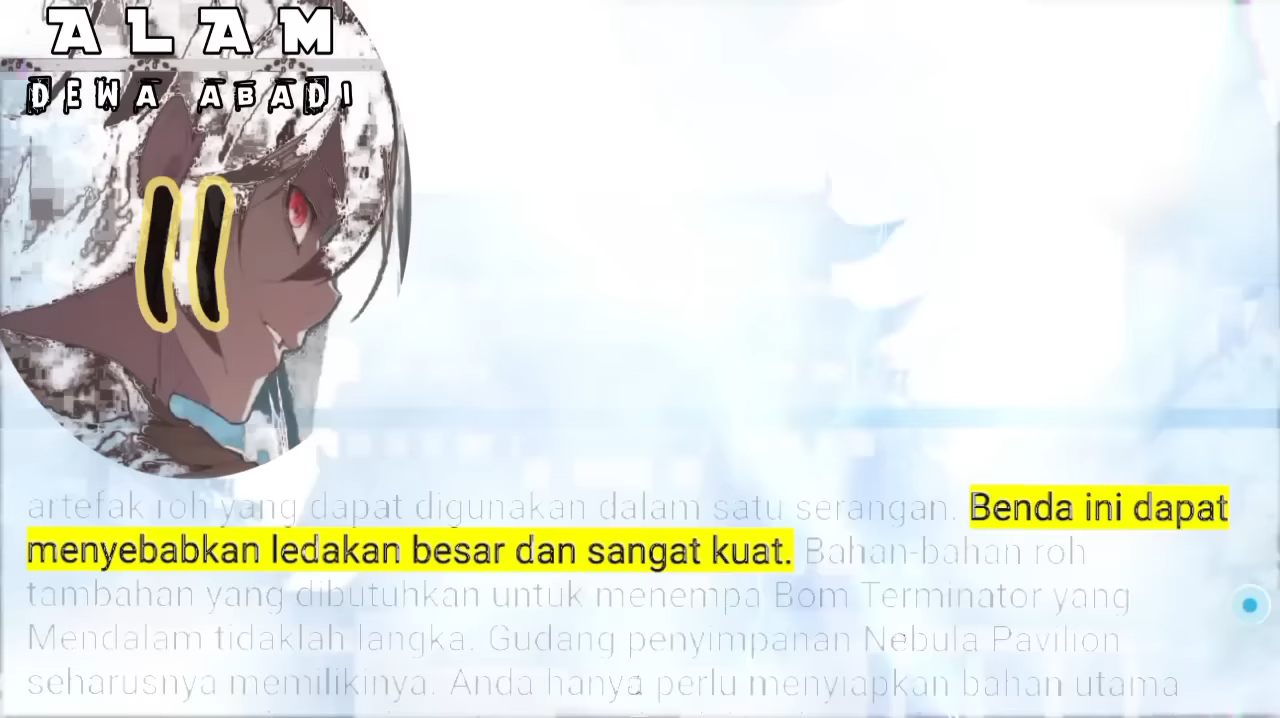 ALAM
DEWA ABADI
artefak roh yang dapat digunakan dalam satu serangan. Benda ini dapat
menyebabkan ledakan besar dan sangat kuat. Bahan-bahan roh
tambahan yang dibutuhkan untuk menempa Bom Terminator yang
Mendalam tidaklah langka. Gudang penyimpanan Nebula Pavilion
seharusnya memilikinya. Anda hanya perlu menyiapkan bahan utama